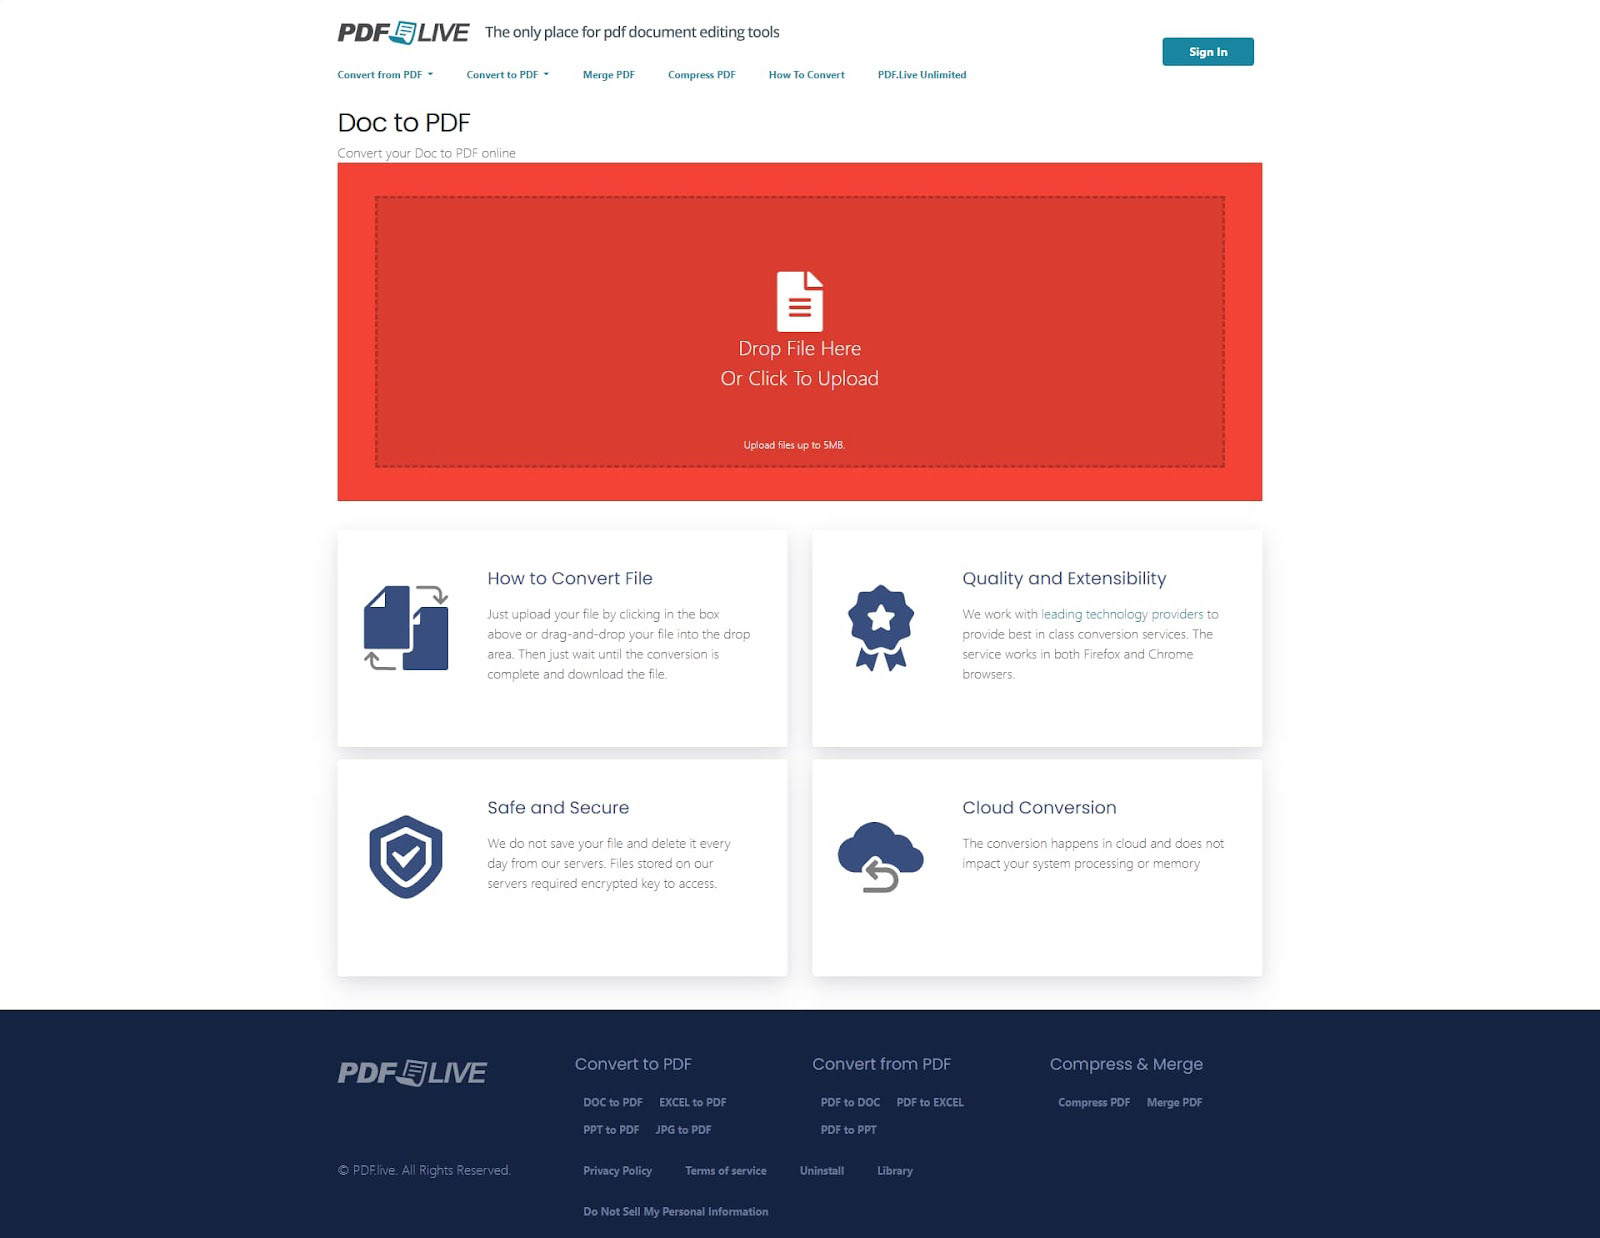 PDF LIVE The only place for pdf document editing tools
Sign In
Convert from PDF Convert to PDF Merge PDF Compress PDF How To Convert PDF.Live Unlimited
Doc to PDF
Convert your Doc to PDF online
Drop File Here
Or Click To Upload
Upload files up to 5MB.
How to Convert File
Just upload your file by clicking in the box
above or drag-and-drop your file into the drop
area. Then just wait until the conversion is
complete and download the file.
Quality and Extensibility
We work with leading technology providers to
provide best in class conversion services. The
service works in both Firefox and Chrome
browsers.
Safe and Secure
We do not save your file and delete it every
day from our servers. Files stored on our
servers required encrypted key to access.
Cloud Conversion
The conversion happens in cloud and does not
impact your system processing or memory
PDF LIVE
Convert to PDF
DOC to PDF EXCEL to PDF
PPT to PDF JPG to PDF
Convert from PDF
PDF to DOC PDF to EXCEL
PDF to PPT
Compress & Merge
Compress PDF Merge PDF
© PDF.live. All Rights Reserved.
Privacy Policy Terms of service Uninstall Library
Do Not Sell My Personal Information